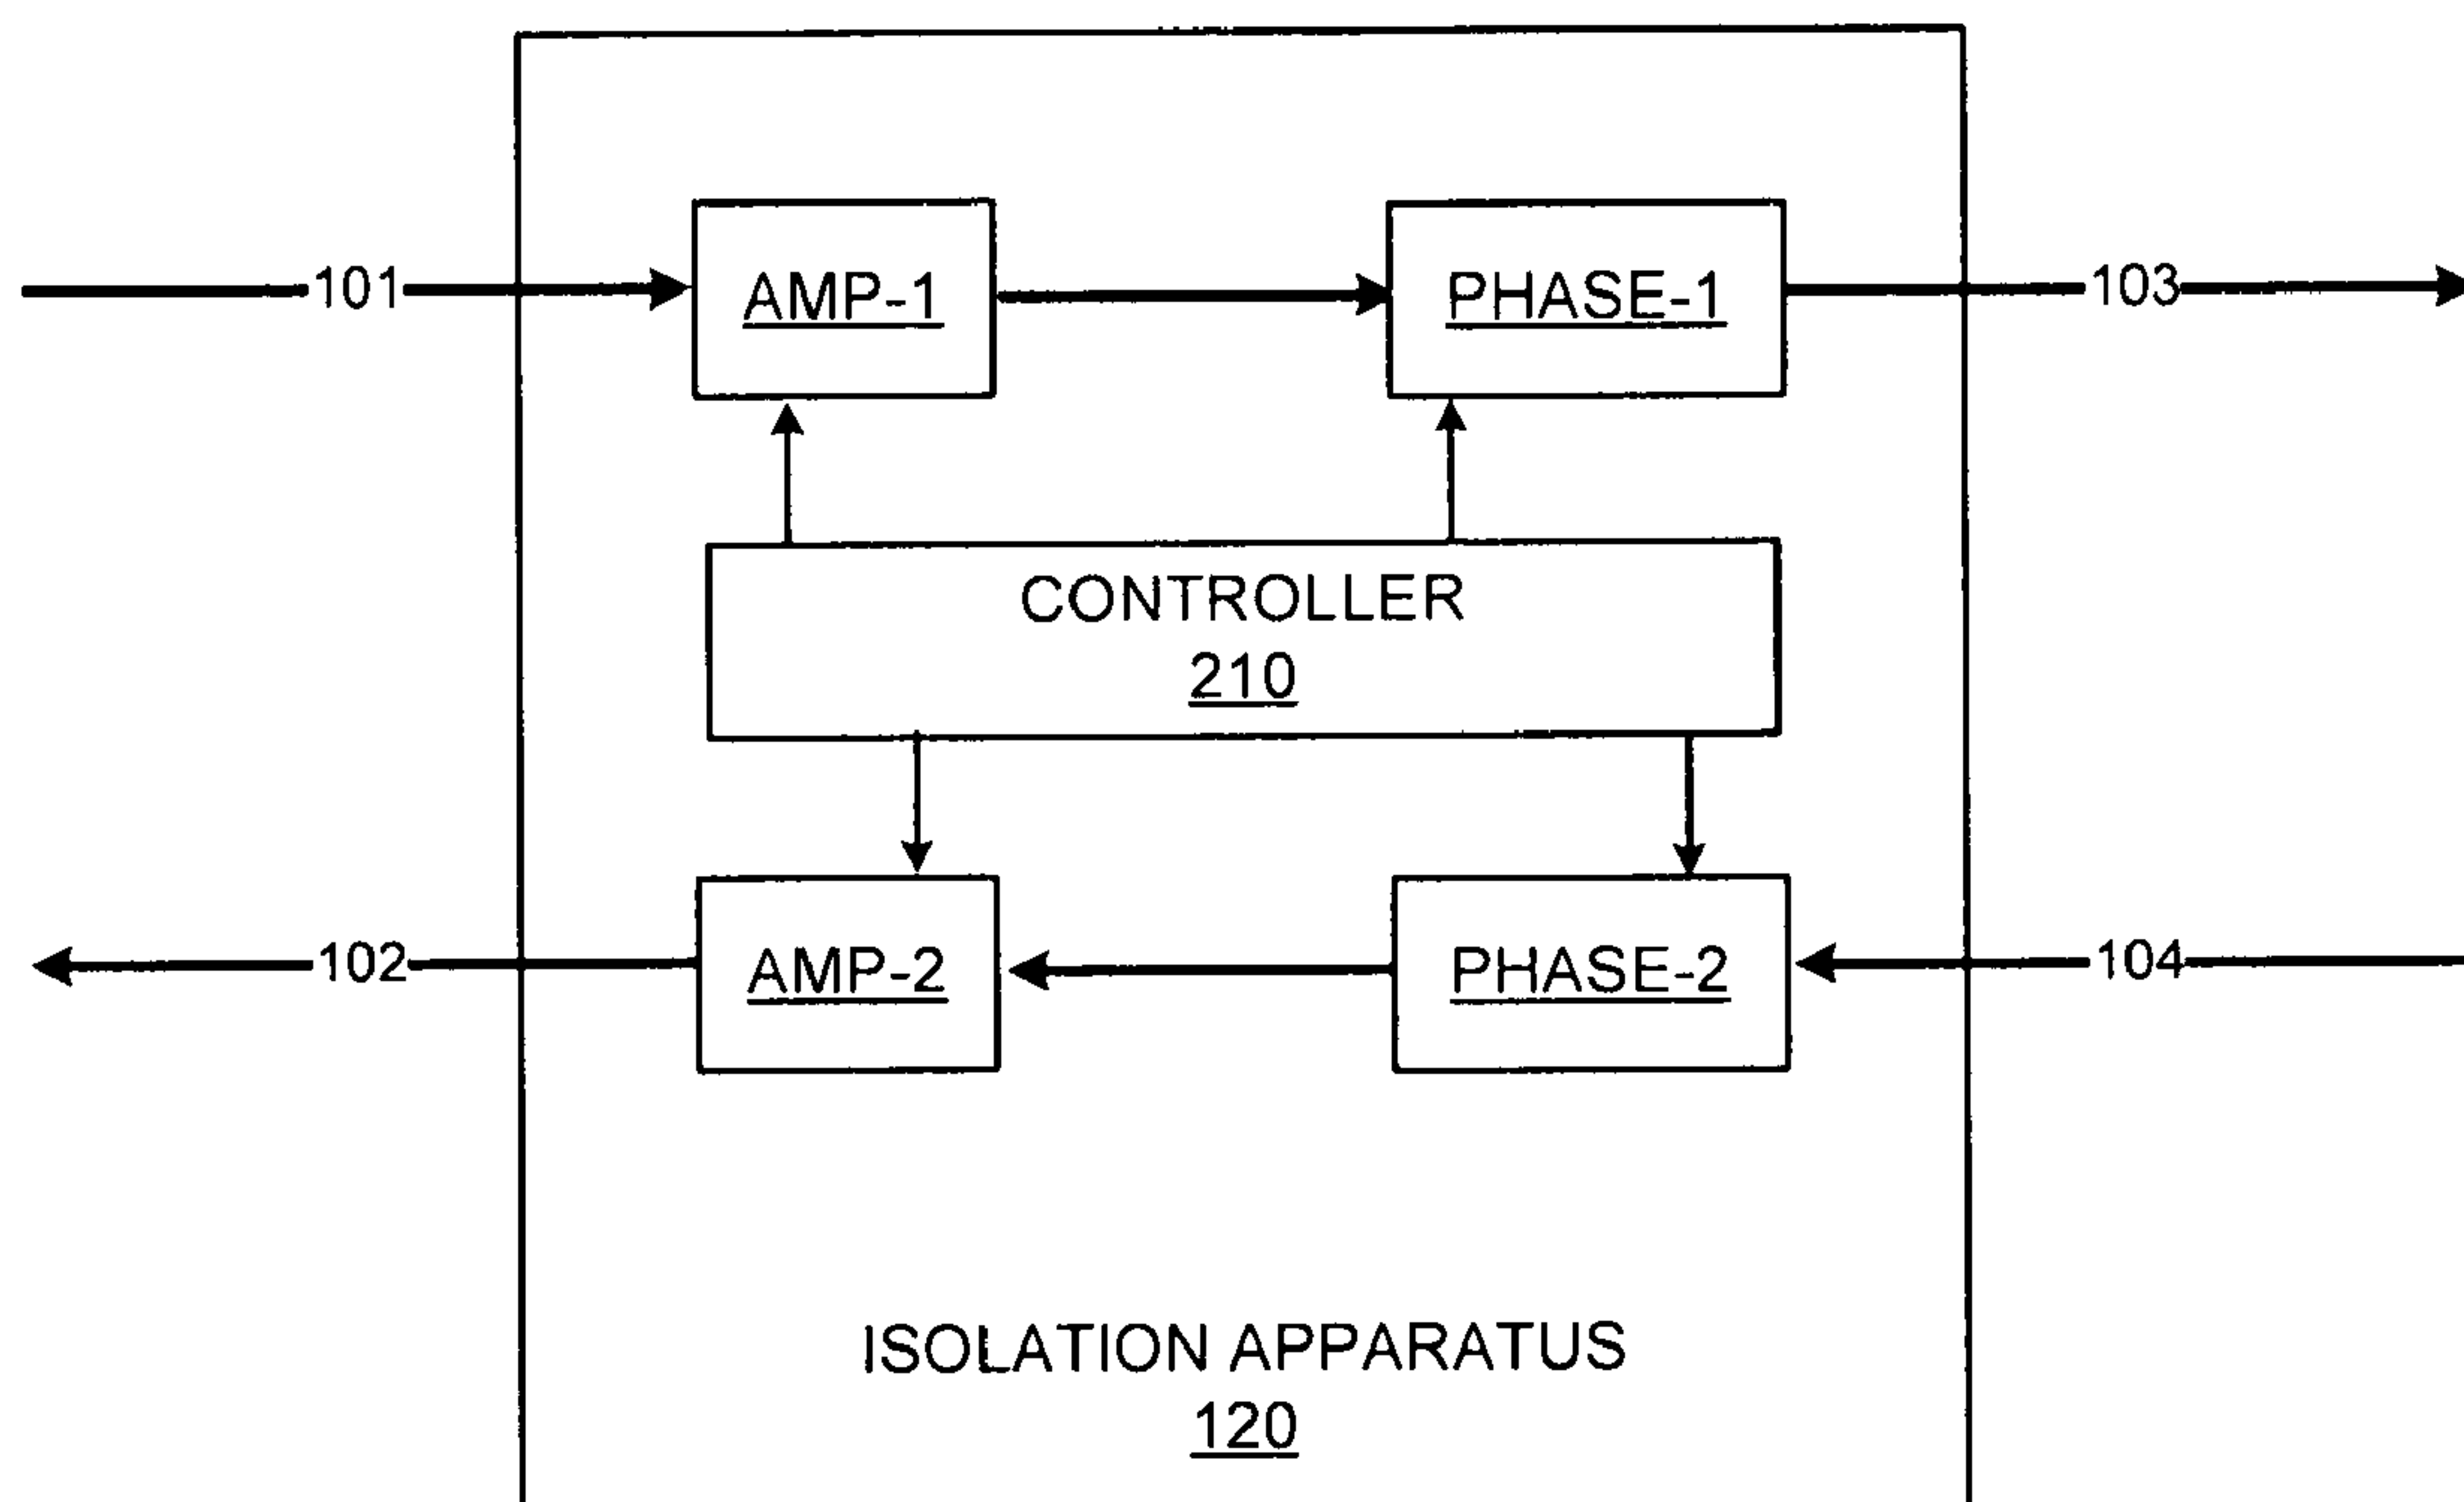 101
AMP-1
PHASE-1
103
CONTROLLER
210
102
AMP-2
PHASE-2
104
ISOLATION APPARATUS
120